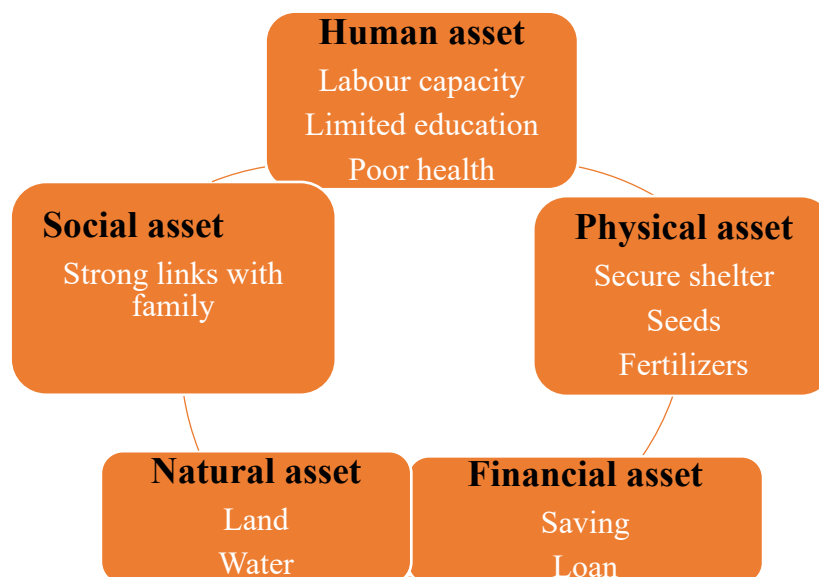 Human asset
Labour capacity
Limited education
Poor health
Social asset
Strong links with
family
Physical asset
Secure shelter
Seeds
Fertilizers
Natural asset
Land
Water
Financial asset
Saving
Loan